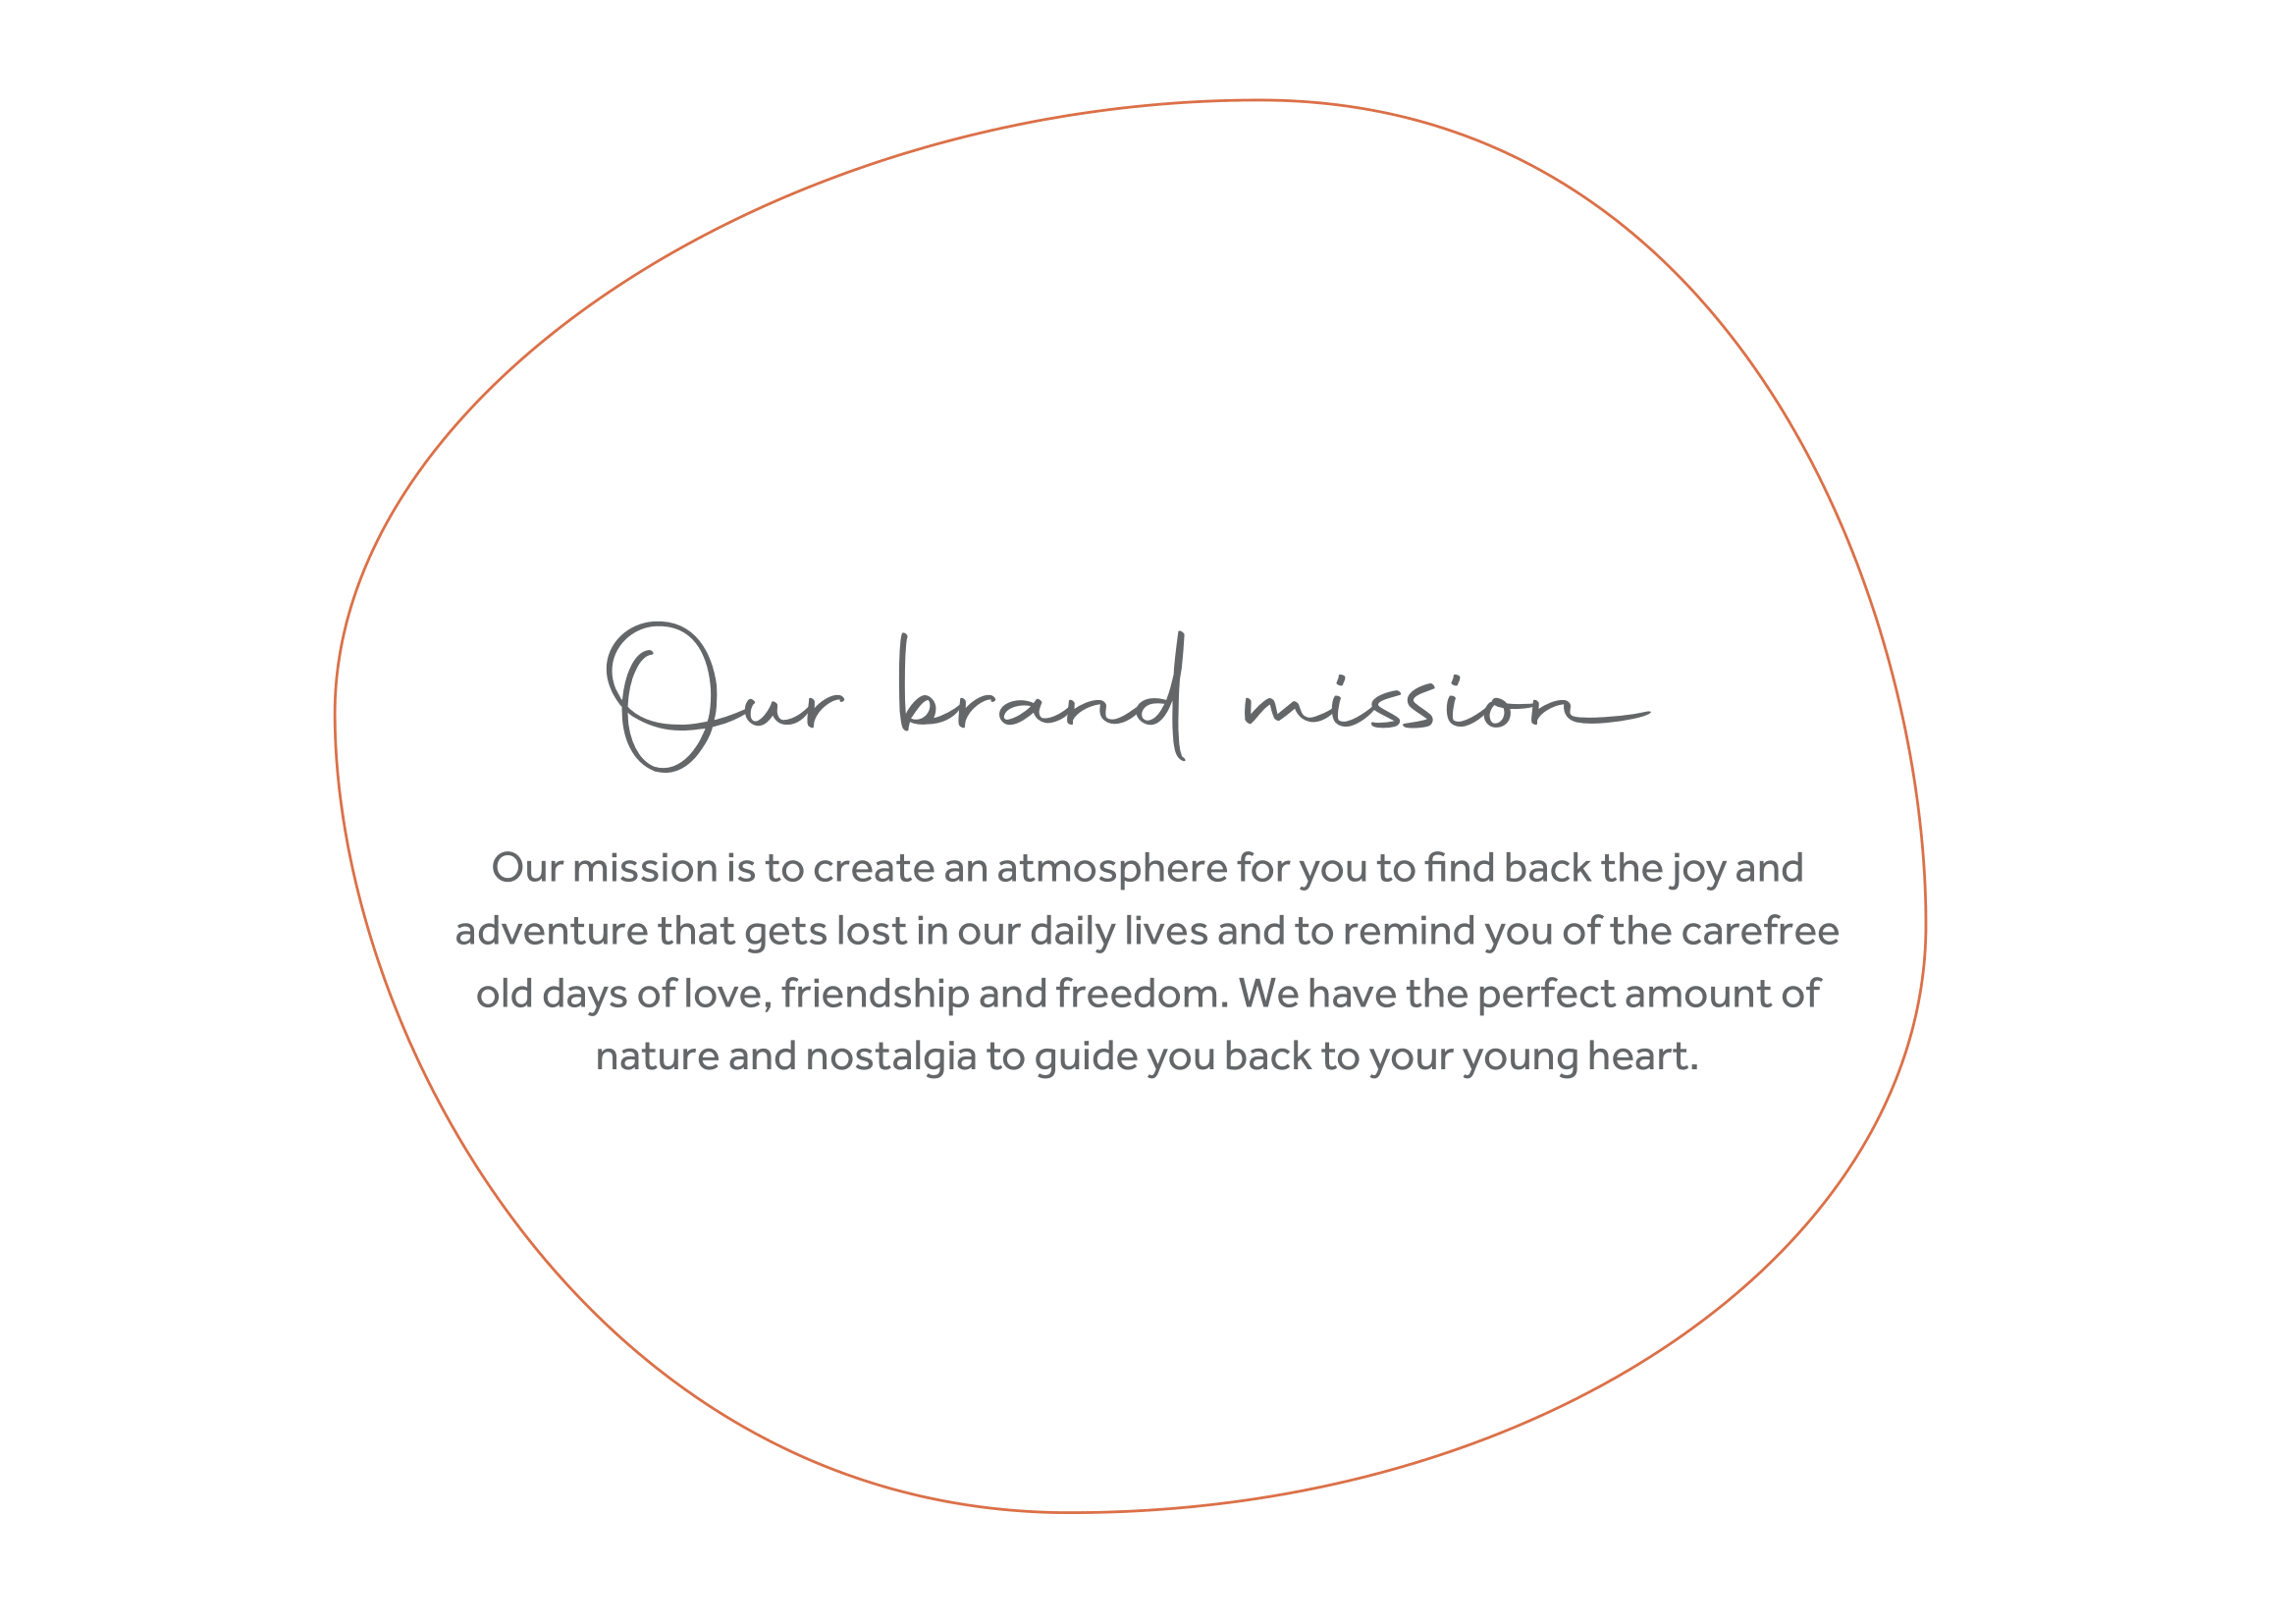 Our brand mission
Our mission is to create an atmosphere for you to find back the joy and
adventure that gets lost in our daily lives and to remind you of the carefree
old days of love, friendship and freedom. We have the perfect amount of
nature and nostalgia to guide you back to your young heart.